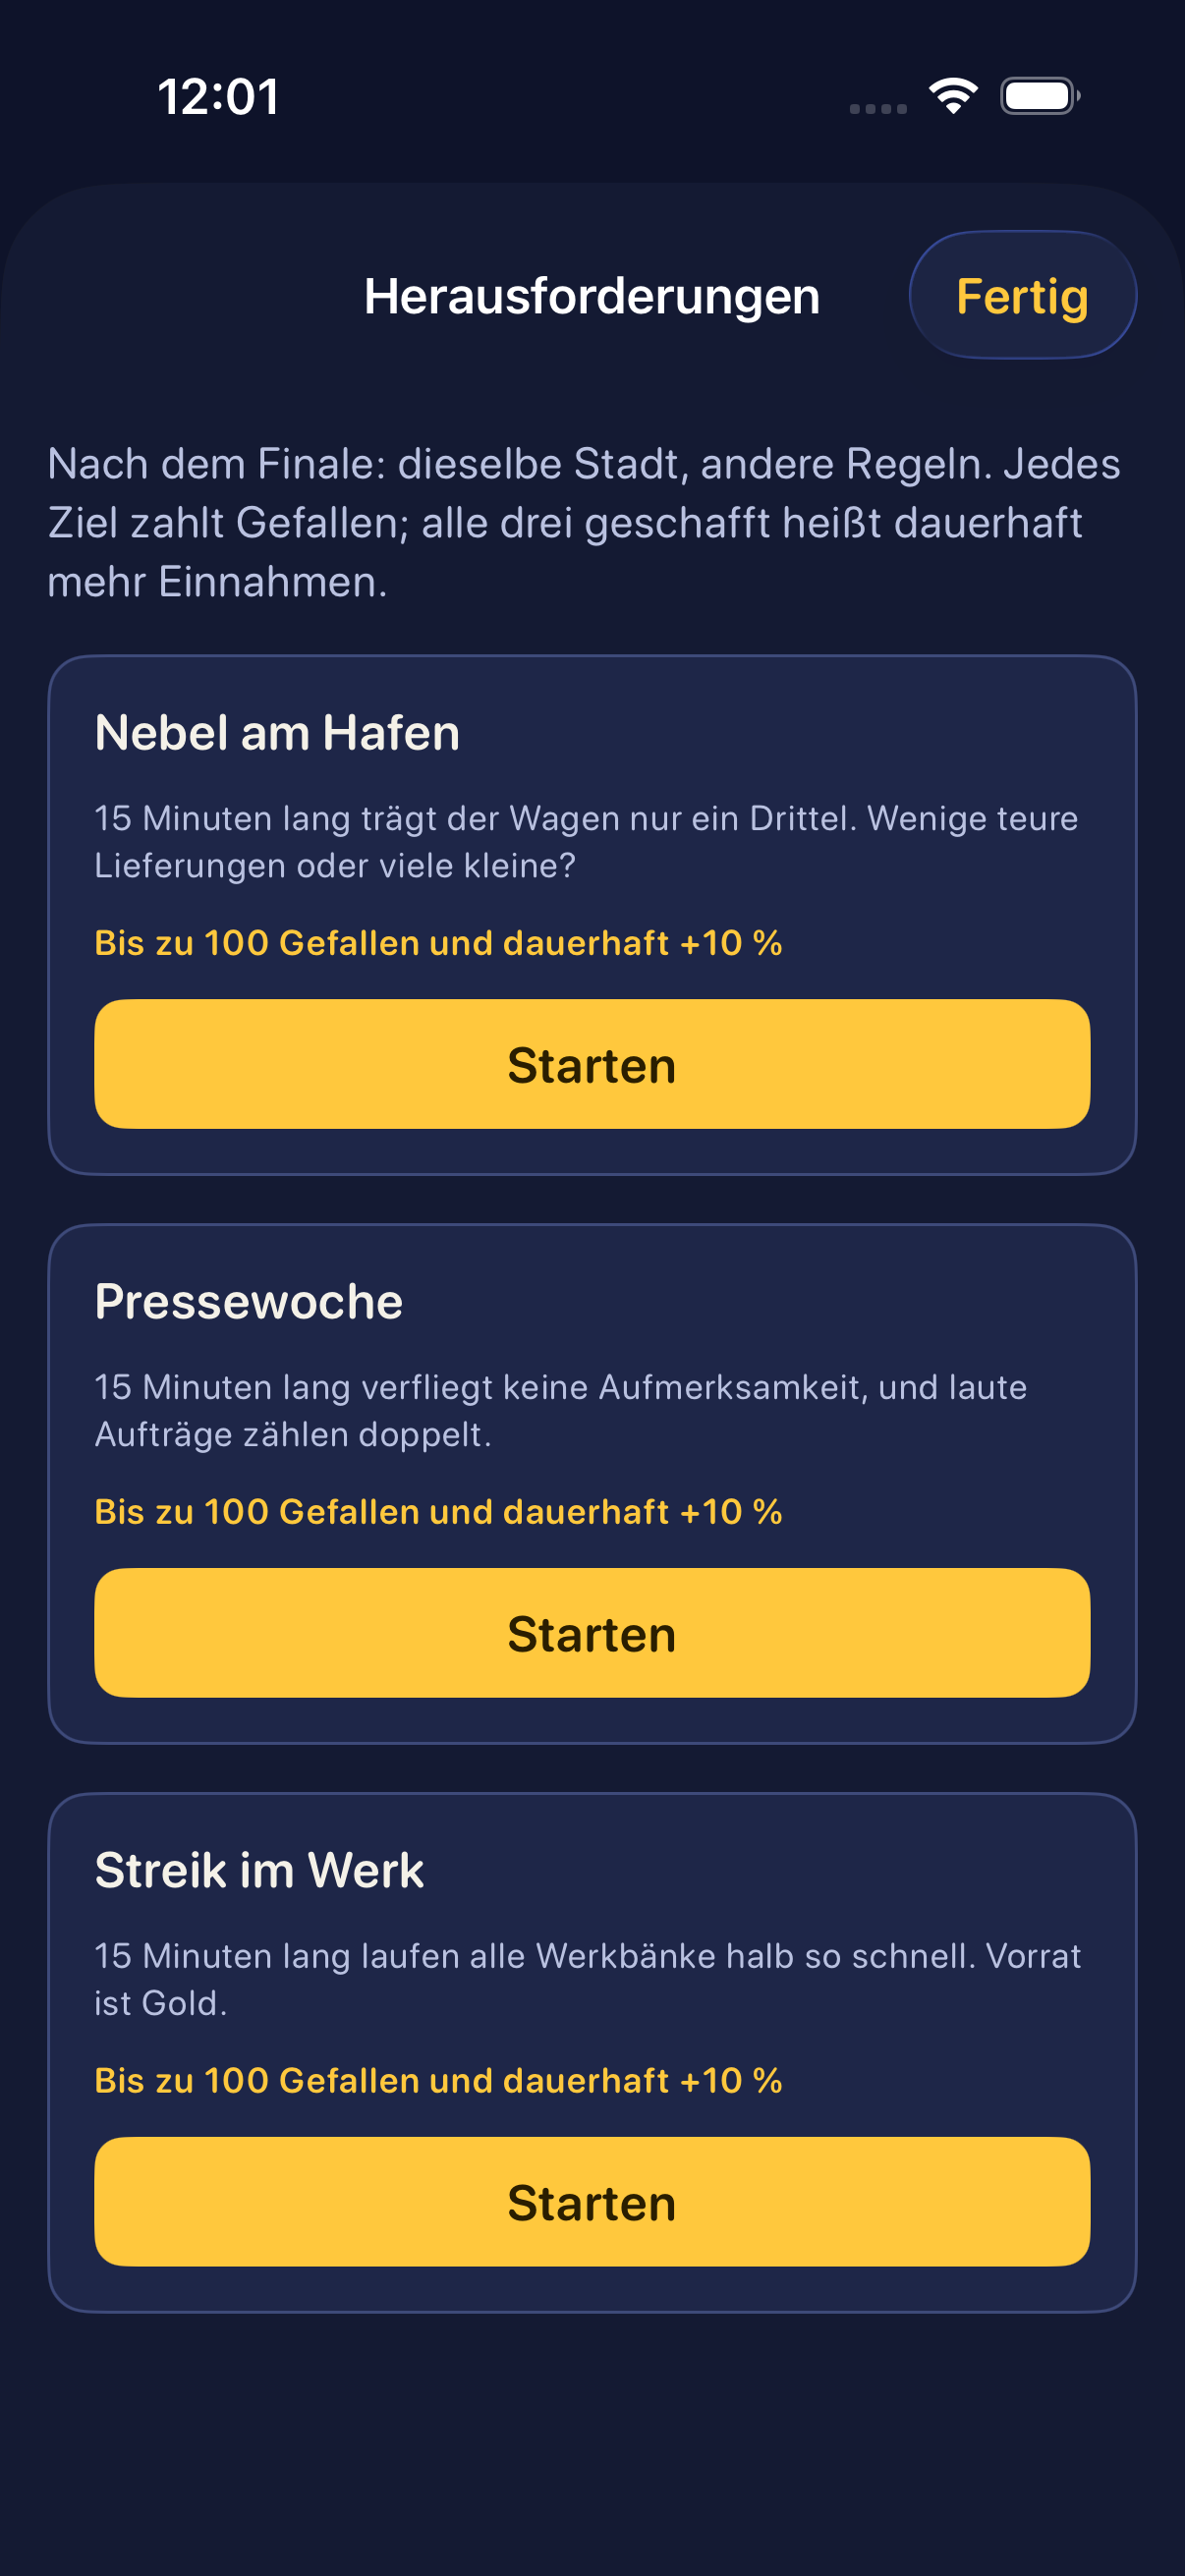 12:01
Herausforderungen
Fertig
Nach dem Finale: dieselbe Stadt, andere Regeln. Jedes
Ziel zahlt Gefallen; alle drei geschafft heißt dauerhaft
mehr Einnahmen.
Nebel am Hafen
15 Minuten lang trägt der Wagen nur ein Drittel. Wenige teure
Lieferungen oder viele kleine?
Bis zu 100 Gefallen und dauerhaft +10 %
Starten
Pressewoche
15 Minuten lang verfliegt keine Aufmerksamkeit, und laute
Aufträge zählen doppelt.
Bis zu 100 Gefallen und dauerhaft +10 %
Starten
Streik im Werk
15 Minuten lang laufen alle Werkbänke halb so schnell. Vorrat
ist Gold.
Bis zu 100 Gefallen und dauerhaft +10 %
Starten